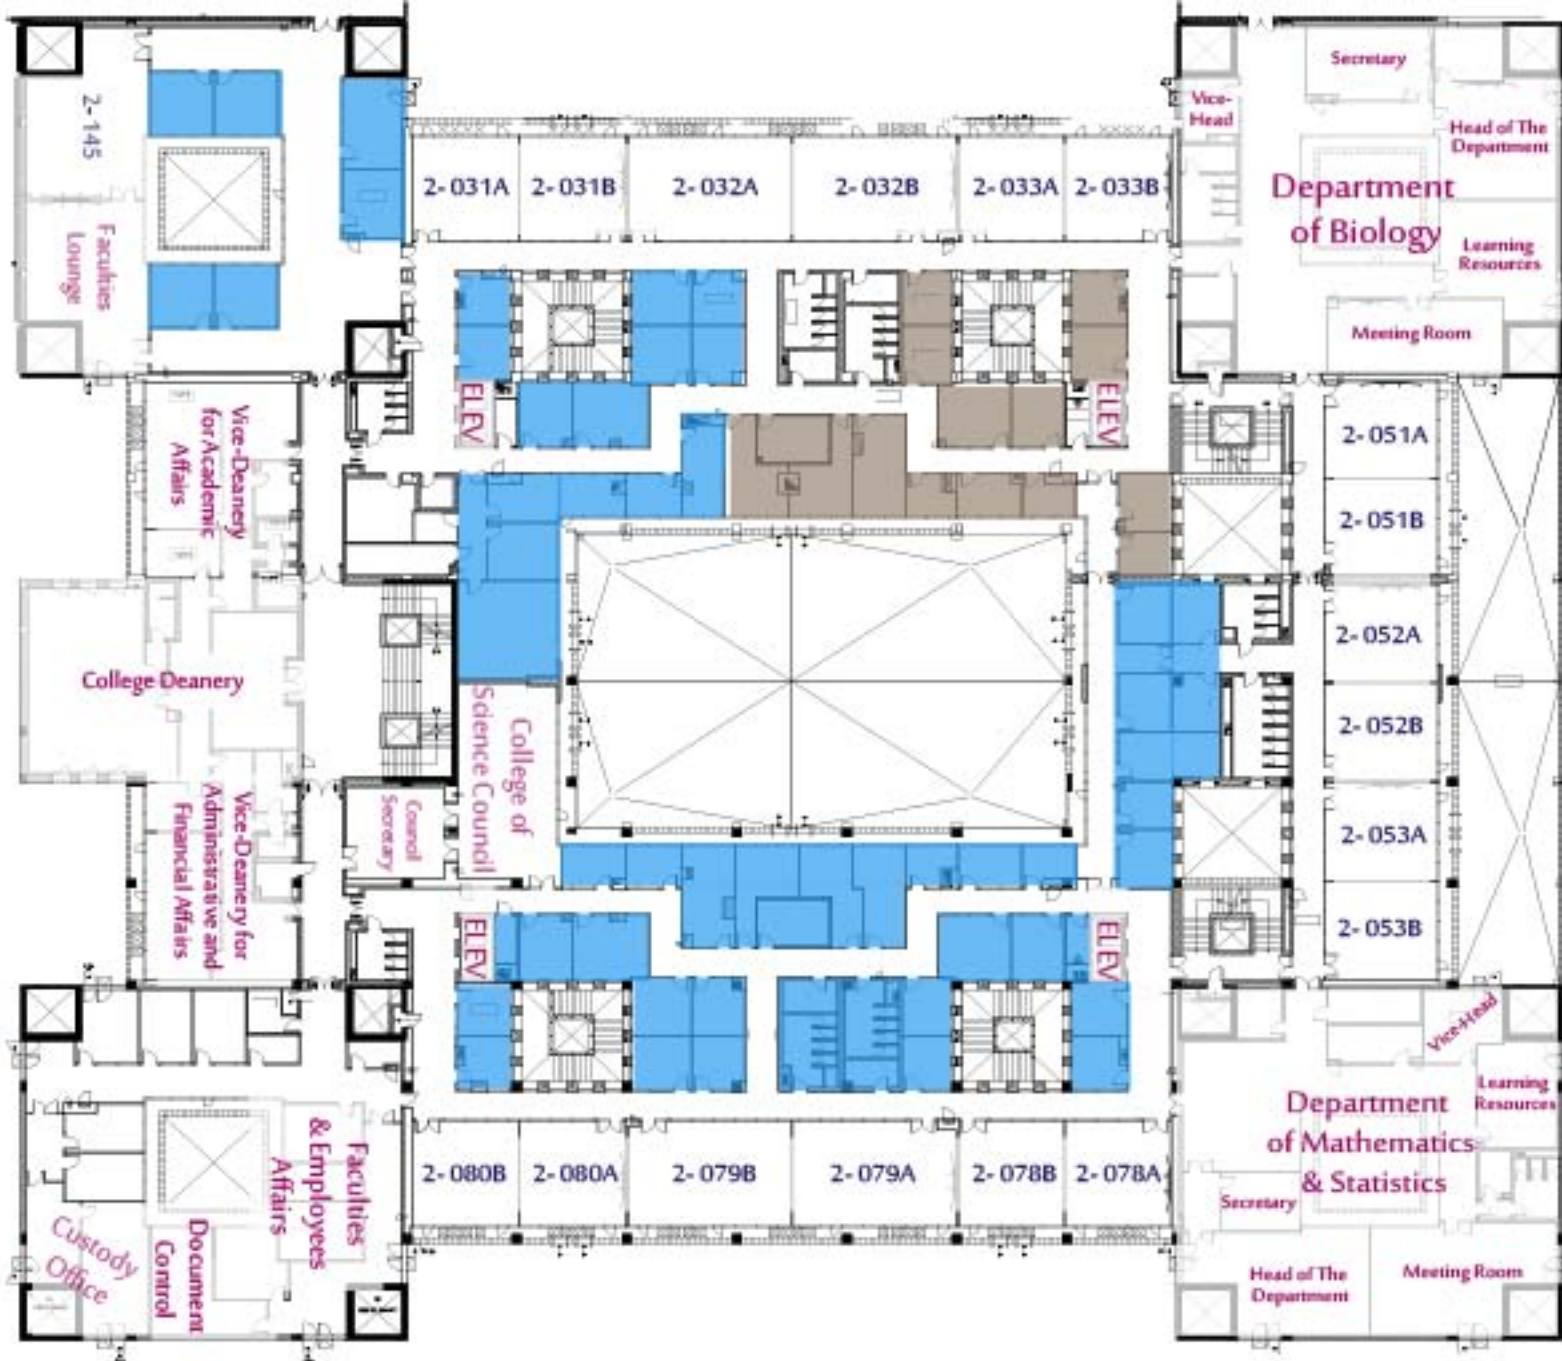 Secretary
Vice-
Head
2- 145
Head of The
Department
2- 031A
2- 031B
2- 032A
2- 032B
2- 033A
2- 033B
Department
of Biology
Faculties
Lounge
Learning
Resources
Meeting Room
ELEV
ELEV
Vice-Deanery
for Academic
Affairs
2- 051A
2- 051B
2- 052A
College Deanery
College of
Science Council
2- 052B
Vice-Deanery for
Administrative and
Financial Affairs
Council
Secretary
2- 053A
2- 053B
ELEV
ELEV
Vice-Head
Learning
Resources
Department
of Mathematics
& Statistics
Faculties
& Employees
Affairs
2- 080B
2- 080A
2- 079B
2- 079A
2- 078B
2- 078A
Secretary
Custody
Office
Document
Control
Head of The
Department
Meeting Room